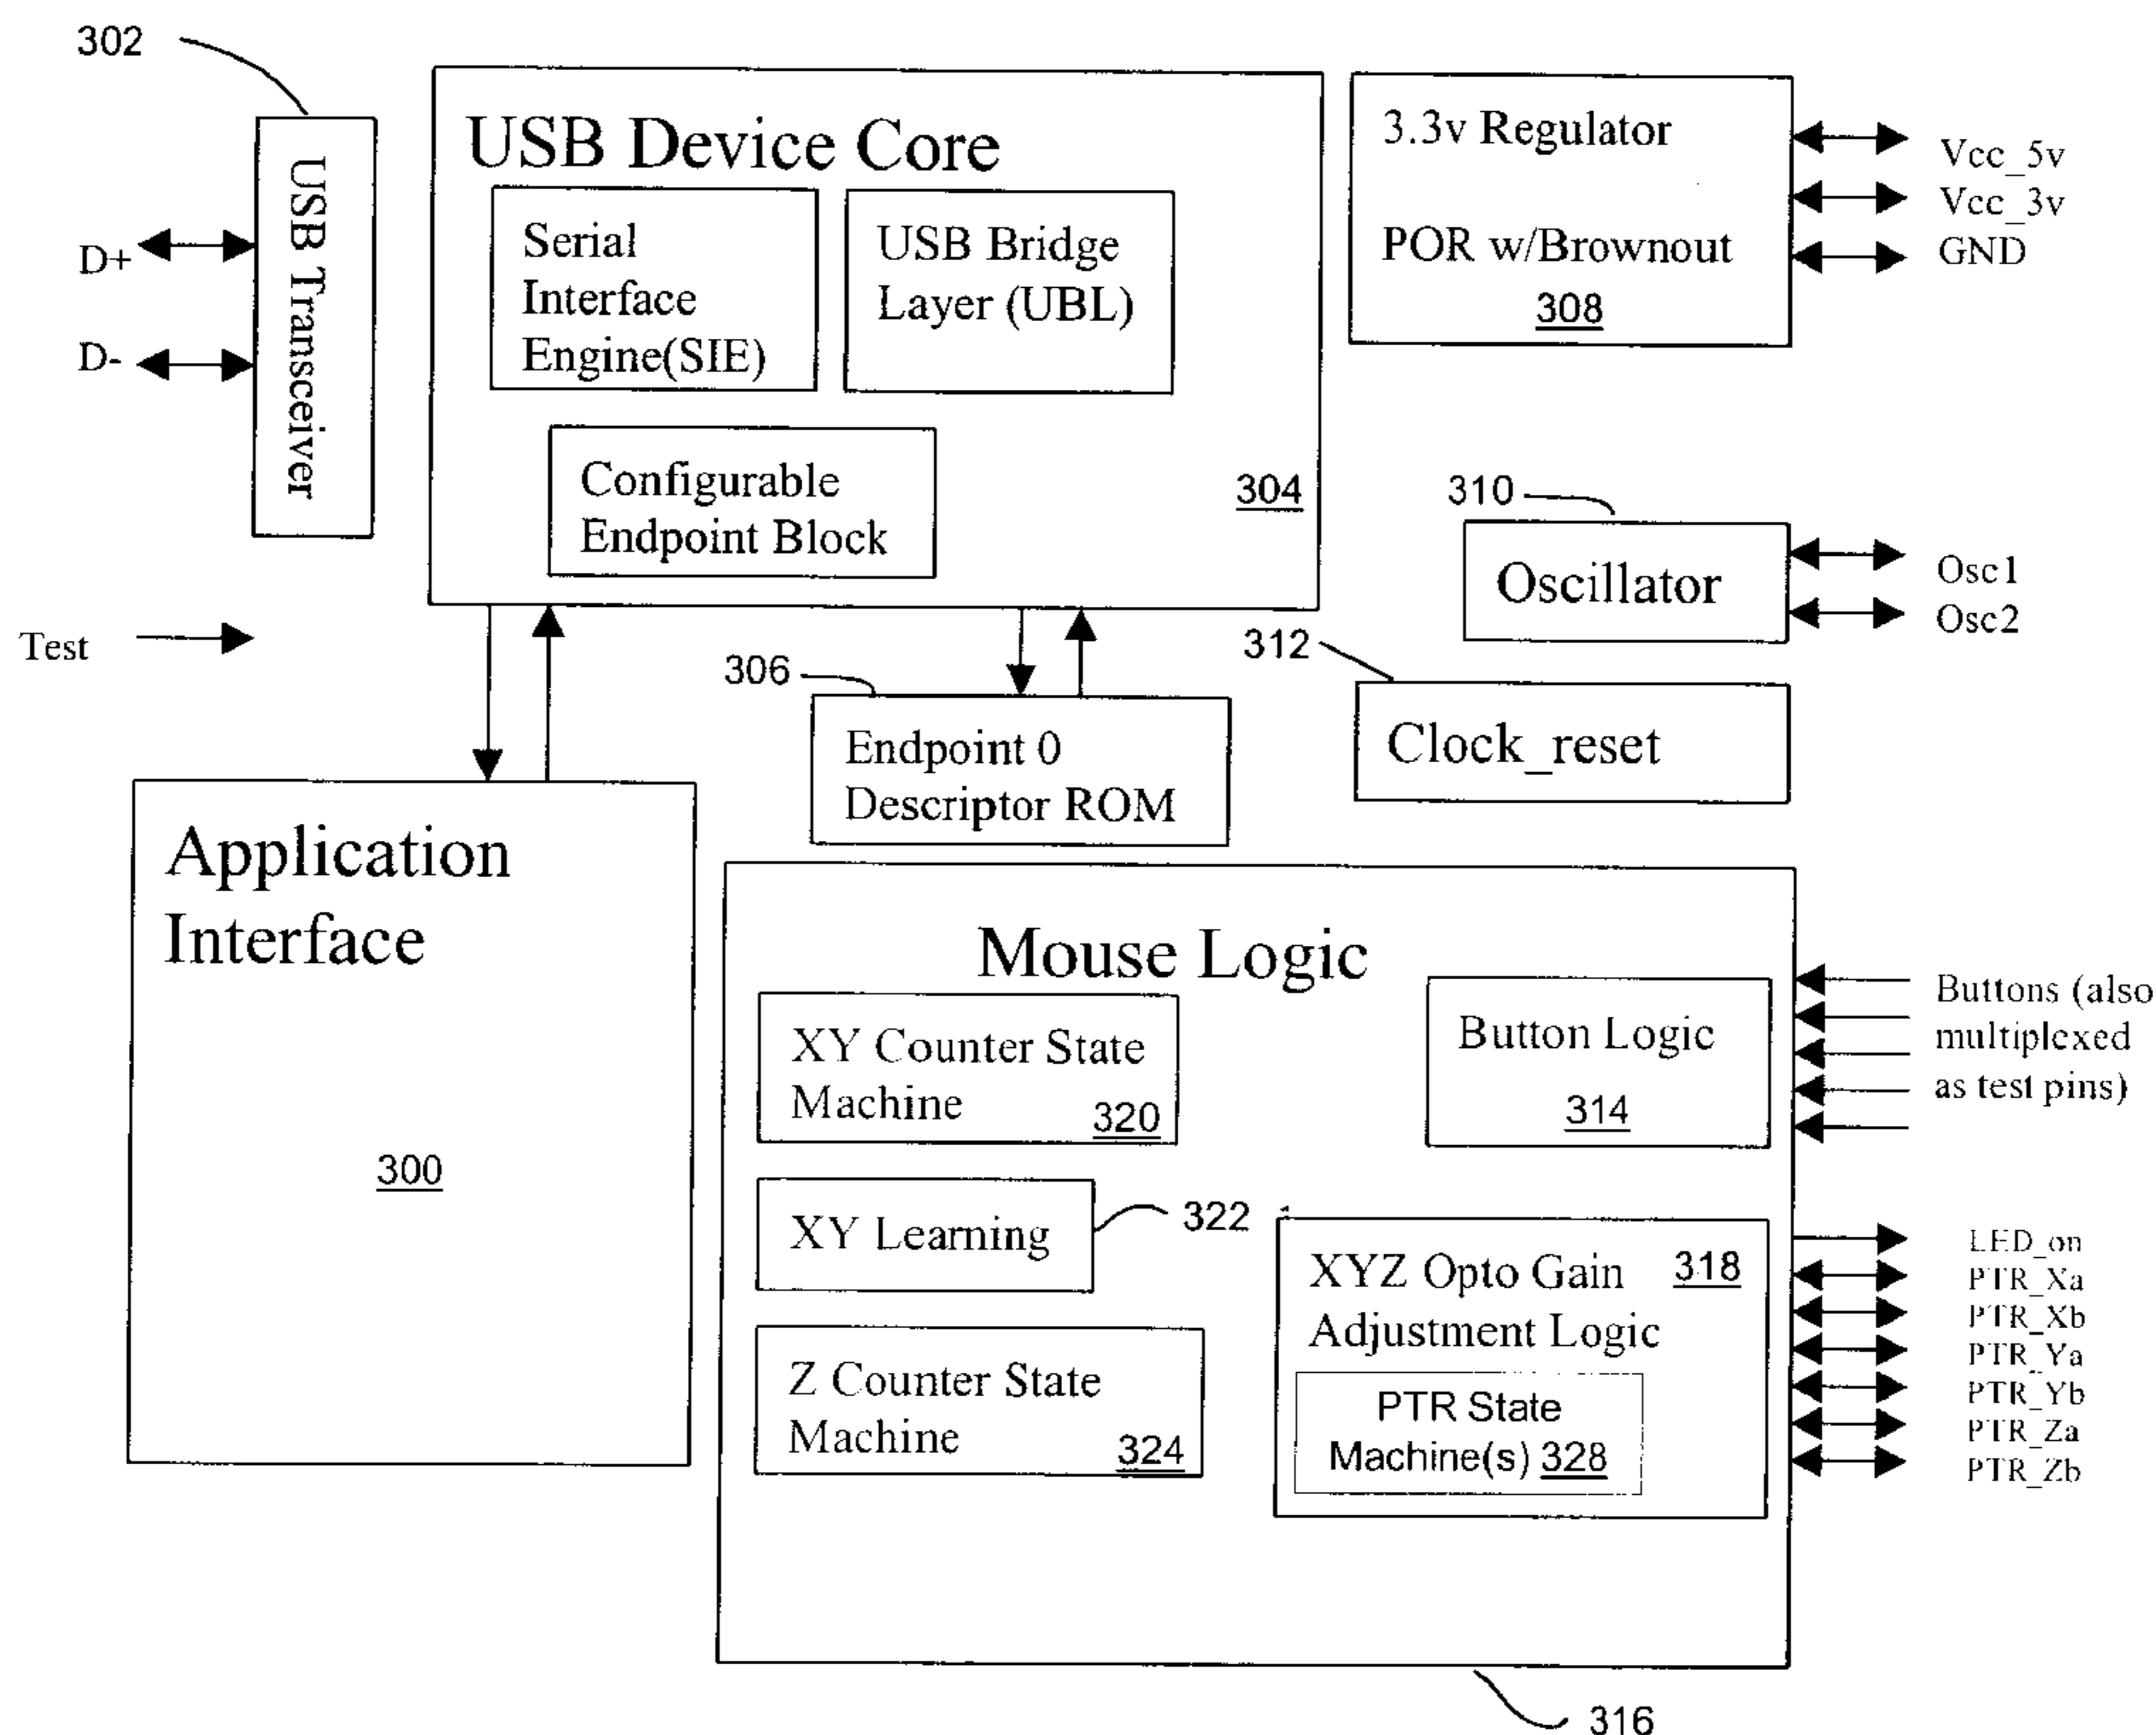 302
USB Transceiver
D+
D-
Test
USB Device Core
Serial
Interface
Engine(SIE)
USB Bridge
Layer (UBL)
Configurable
Endpoint Block
304
3.3v Regulator
POR w/Brownout
308
Vcc_5v
Vcc_3v
GND
310
Oscillator
Osc1
Osc2
312
Clock_reset
306
Endpoint 0
Descriptor ROM
Application
Interface
300
Mouse Logic
XY Counter State
Machine 320
Button Logic
314
Buttons (also
multiplexed
as test pins)
XY Learning
322
XYZ Opto Gain 318
Adjustment Logic
PTR State
Machine(s) 328
Z Counter State
Machine 324
LED_on
PTR_Xa
PTR_Xb
PTR_Ya
PTR_Yb
PTR_Za
PTR_Zb
316